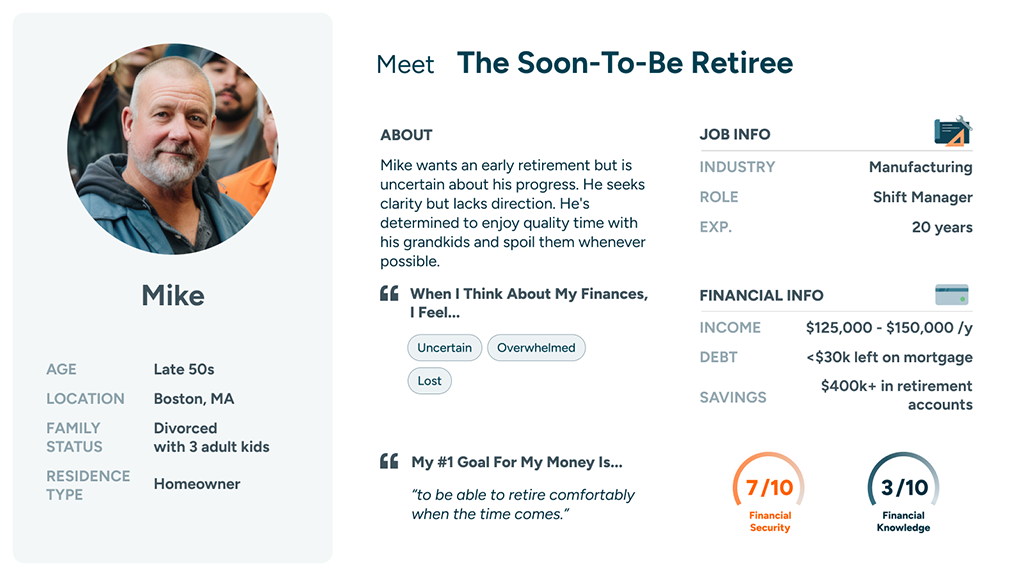 Meet The Soon-To-Be Retiree
Mike
AGE Late 50s
LOCATION Boston, MA
FAMILY
STATUS
Divorced
with 3 adult kids
RESIDENCE
TYPE
Homeowner
ABOUT
Mike wants an early retirement but is
uncertain about his progress. He seeks
clarity but lacks direction. He's
determined to enjoy quality time with
his grandkids and spoil them whenever
possible.
When I Think About My Finances,
I Feel...
Uncertain Overwhelmed
Lost
My #1 Goal For My Money Is...
“to be able to retire comfortably
when the time comes.”
JOB INFO
INDUSTRY Manufacturing
ROLE Shift Manager
EXP. 20 years
FINANCIAL INFO
INCOME $125,000 - $150,000 /y
DEBT <$30k left on mortgage
SAVINGS
$400k+ in retirement
accounts
7/10
Financial
Security
3/10
Financial
Knowledge